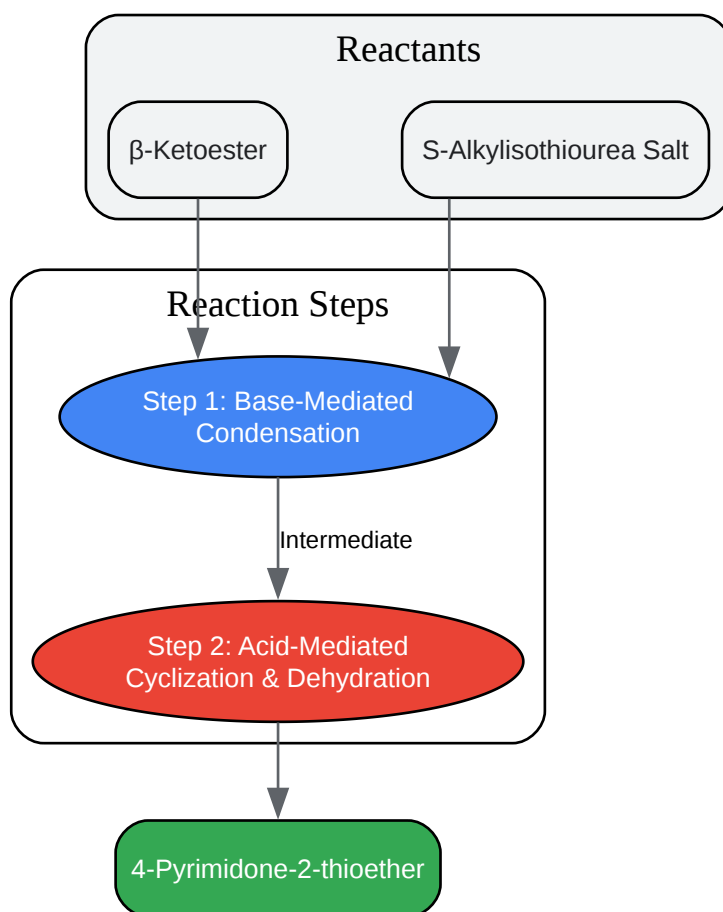 Reactants
β-Ketoester
S-Alkylisothiourea Salt
Reaction Steps
Step 1: Base-Mediated
Condensation
Intermediate
Step 2: Acid-Mediated
Cyclization & Dehydration
4-Pyrimidone-2-thioether